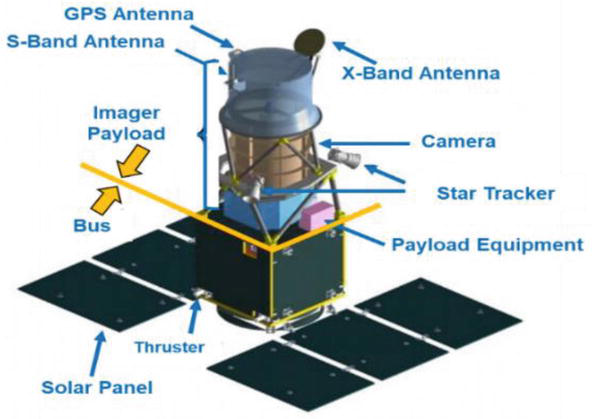 GPS Antenna
S-Band Antenna
X-Band Antenna
Imager
Payload
Camera
Star Tracker
Bus
Payload Equipment
Thruster
Solar Panel